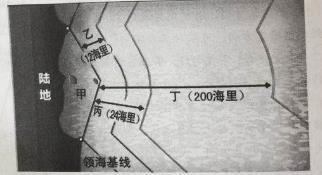 乙
(12海里)
陆
地
甲
丁（200海里）
丙（24海里）
领海基线